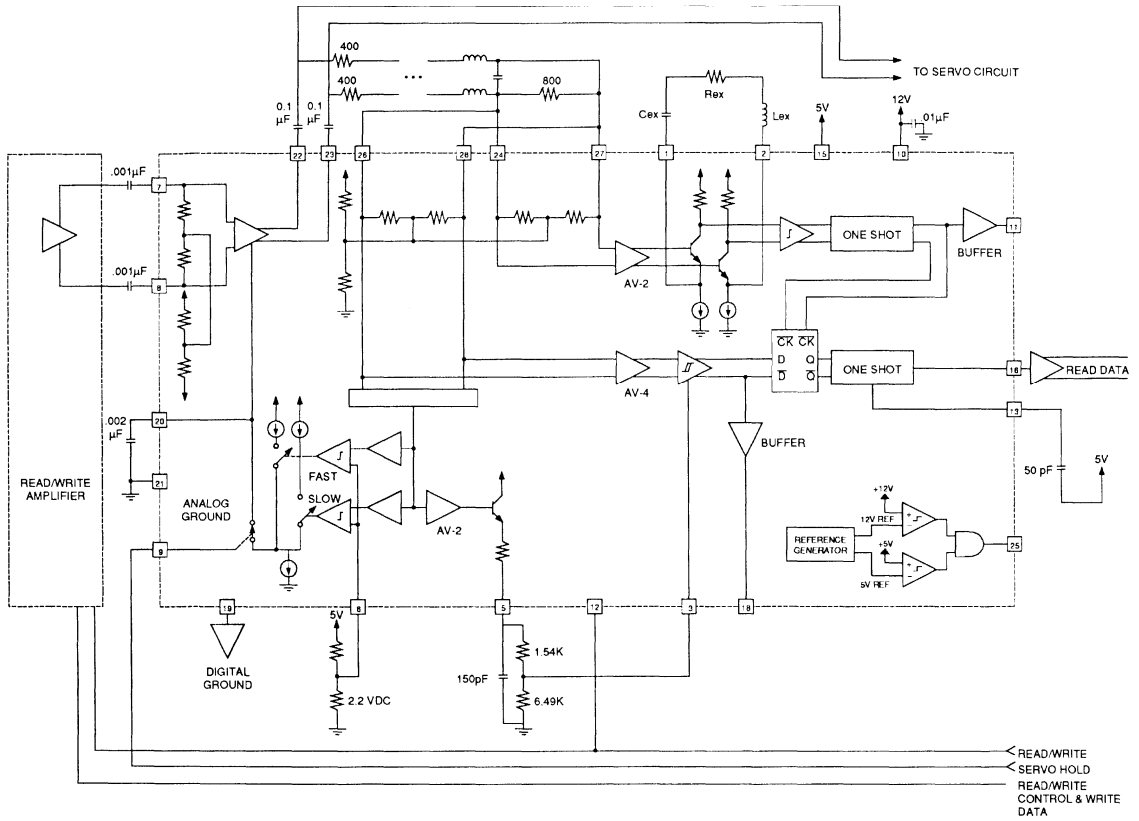 400
400
...
800
0.1
µF
0.1
µF
Cex
Rex
Lex
TO SERVO CIRCUIT
5V
12V
.01µF
22
23
26
28
24
27
1
2
15
10
.001µF
7
.001µF
8
AV-2
ONE SHOT
BUFFER
11
CK CK
D Q
D Q
AV-4
ONE SHOT
16
READ DATA
13
BUFFER
50 pF
5V
.002
µF
20
21
READ/WRITE
AMPLIFIER
ANALOG
GROUND
9
FAST
SLOW
AV-2
+12V
12V REF
+
−
REFERENCE
GENERATOR
+5V
5V REF
+
−
25
19
6
5
12
3
18
DIGITAL
GROUND
5V
2.2 VDC
150pF
1.54K
6.49K
READ/WRITE
SERVO HOLD
READ/WRITE
CONTROL & WRITE
DATA